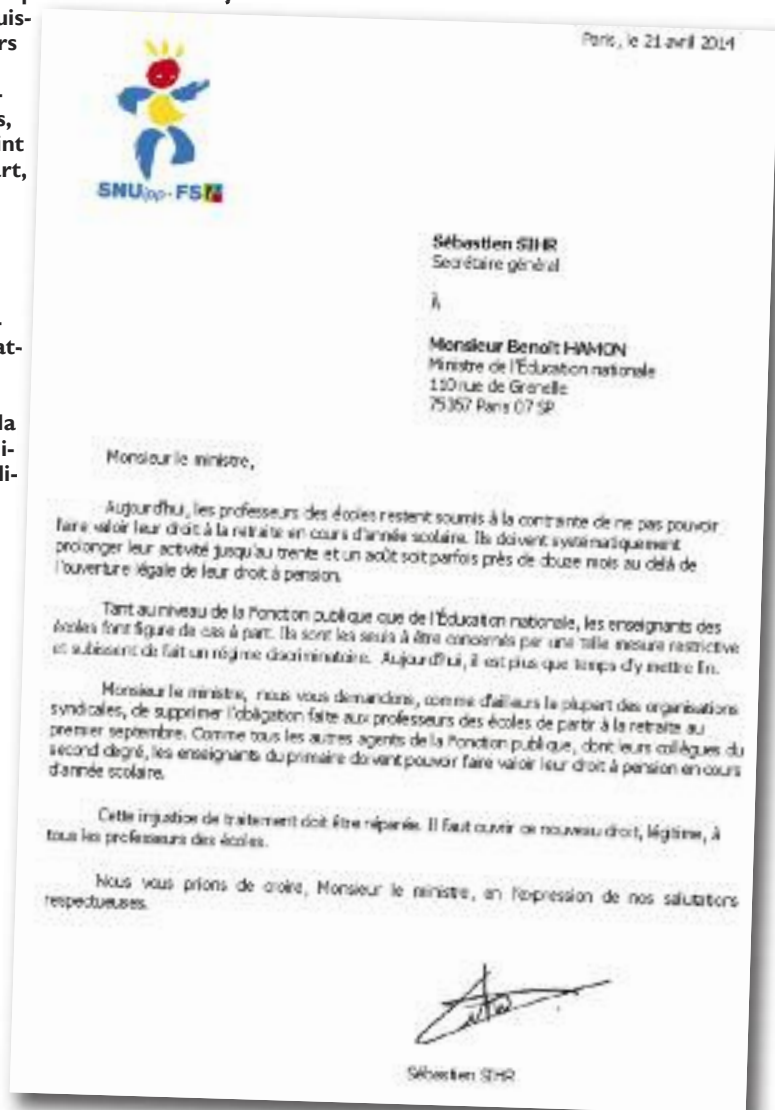 uis-
rs
s,
int
art,
at-
la
i-
di-
Paris, le 21 avril 2014
SNUipp-FSU
Sébastien SIHR
Secrétaire général
À
Monsieur Benoît HAMON
Ministre de l'Éducation nationale
110 rue de Grenelle
75357 Paris 07 SP
Monsieur le ministre,
Aujourd'hui, les professeurs des écoles restent soumis à la contrainte de ne pas pouvoir
faire valoir leur droit à la retraite en cours d'année scolaire. Ils doivent systématiquement
prolonger leur activité jusqu'au trente et un août soit parfois près de douze mois au delà de
l'ouverture légale de leur droit à pension.
Tant au niveau de la Fonction publique que de l'Éducation nationale, les enseignants des
écoles font figure de cas à part. Ils sont les seuls à être concernés par une telle mesure restrictive
et subissent de fait un régime discriminatoire. Aujourd'hui, il est plus que temps d'y mettre fin.
Monsieur le ministre, nous vous demandons, comme d'ailleurs la plupart des organisations
syndicales, de supprimer l'obligation faite aux professeurs des écoles de partir à la retraite au
premier septembre. Comme tous les autres agents de la Fonction publique, dont leurs collègues du
second degré, les enseignants du primaire doivent pouvoir faire valoir leur droit à pension en cours
d'année scolaire.
Cette injustice de traitement doit être réparée. Il faut ouvrir ce nouveau droit, légitime, à
tous les professeurs des écoles.
Nous vous prions de croire, Monsieur le ministre, en l'expression de nos salutations
respectueuses.
Sébastien SIHR